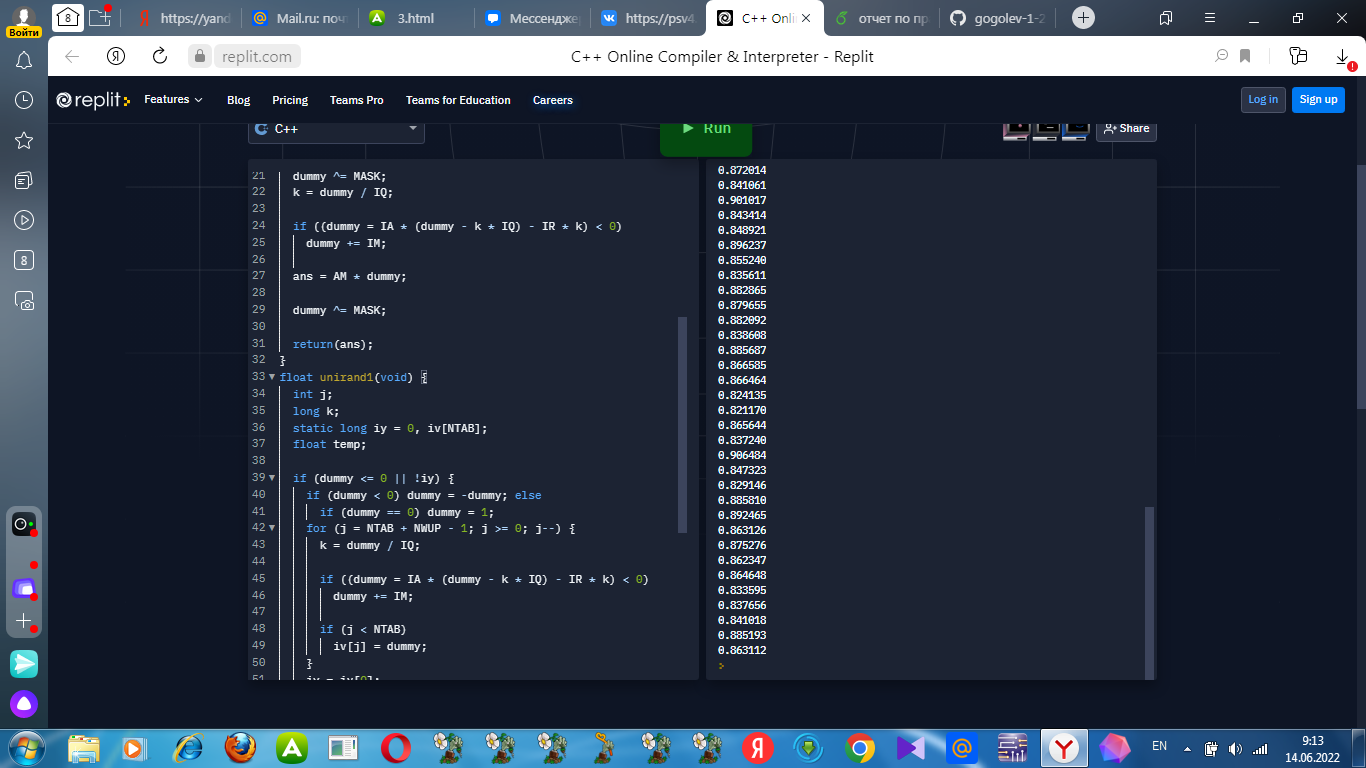 Войти
8
https://yand
Mail.ru: поч
3.html
Мессендже
https://psv4.
C++ Onli
отчет по пр
gogolev-1-2
replit.com
C++ Online Compiler & Interpreter - Replit
replit
Features
Blog
Pricing
Teams Pro
Teams for Education
Careers
Log in
Sign up
C++
Run
Share
21 dummy ^= MASK;
22 k = dummy / IQ;
23
24 if ((dummy = IA * (dummy - k * IQ) - IR * k) < 0)
25 dummy += IM;
26
27 ans = AM * dummy;
28
29 dummy ^= MASK;
30
31 return(ans);
32 }
33 float unirand1(void) {
34 int j;
35 long k;
36 static long iy = 0, iv[NTAB];
37 float temp;
38
39 if (dummy <= 0 || !iy) {
40 if (dummy < 0) dummy = -dummy; else
41 if (dummy == 0) dummy = 1;
42 for (j = NTAB + NWUP - 1; j >= 0; j--) {
43 k = dummy / IQ;
44
45 if ((dummy = IA * (dummy - k * IQ) - IR * k) < 0)
46 dummy += IM;
47
48 if (j < NTAB)
49 iv[j] = dummy;
50 }
51 iy = iv[0];
0.872014
0.841061
0.901017
0.843414
0.848921
0.896237
0.855240
0.835611
0.882865
0.879655
0.882092
0.838608
0.885687
0.866585
0.866464
0.824135
0.821170
0.865644
0.837240
0.906484
0.847323
0.829146
0.885810
0.892465
0.863126
0.875276
0.862347
0.864648
0.833595
0.837656
0.841018
0.885193
0.863112
>
8
EN
9:13
14.06.2022